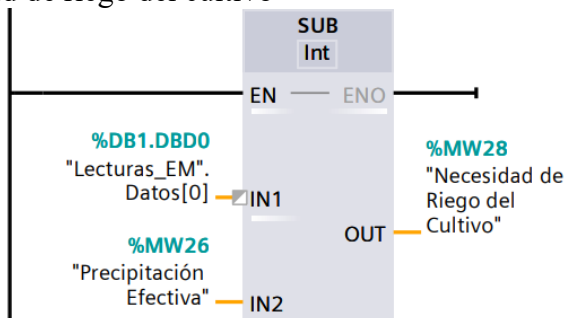 de riego del cultivo
SUB
Int
EN
ENO
%DB1.DBD0
"Lecturas_EM".
Datos[0]
IN1
%MW26
"Precipitación
Efectiva"
IN2
OUT
%MW28
"Necesidad de
Riego del
Cultivo"